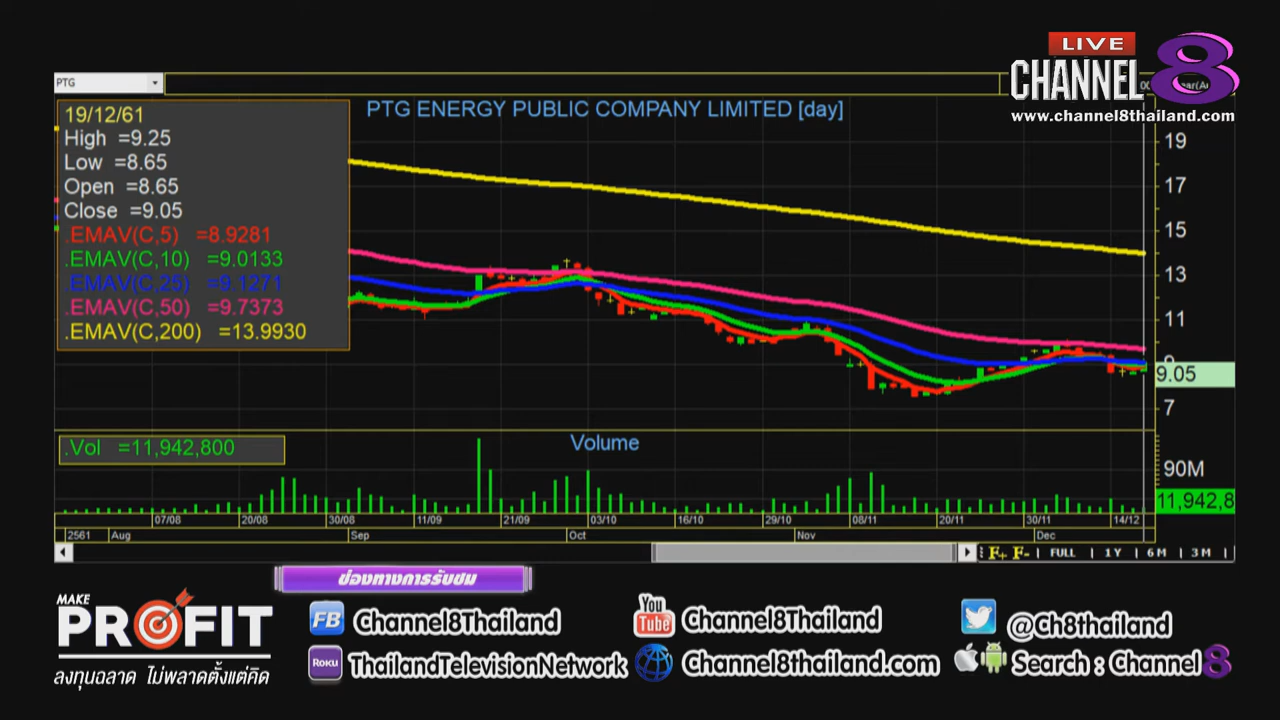 LIVE
CHANNEL 8
www.channel8thailand.com
PTG
PTG ENERGY PUBLIC COMPANY LIMITED [day]
19/12/61
High =9.25
Low =8.65
Open =8.65
Close =9.05
.EMAV(C,5) =8.9281
.EMAV(C,10) =9.0133
.EMAV(C,25) =9.1271
.EMAV(C,50) =9.7373
.EMAV(C,200) =13.9930
19
17
15
13
11
9
9.05
7
.Vol =11,942,800
Volume
90M
11,942,8
07/08 20/08 30/08 11/09 21/09 03/10 16/10 29/10 08/11 20/11 30/11 14/12
2561 Aug Sep Oct Nov Dec
F+ F- FULL 1Y 6M 3M
ช่องทางการรับชม
MAKE
PROFIT
ลงทุนฉลาด ไม่พลาดตั้งแต่คิด
FB Channel8Thailand
You Tube Channel8Thailand
@Ch8thailand
Roku ThailandTelevisionNetwork
Channel8thailand.com
Search : Channel 8